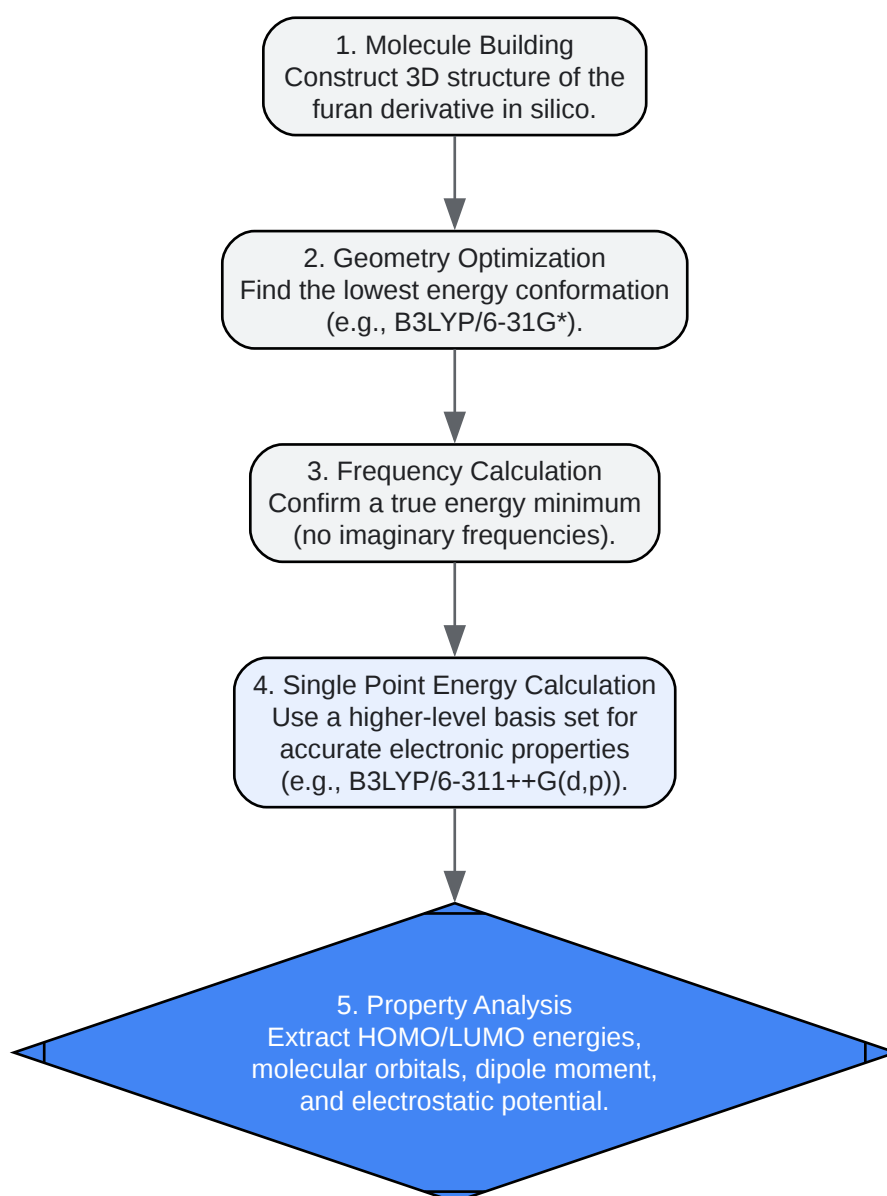 1. Molecule Building
Construct 3D structure of the
furan derivative in silico.
2. Geometry Optimization
Find the lowest energy conformation
(e.g., B3LYP/6-31G*).
3. Frequency Calculation
Confirm a true energy minimum
(no imaginary frequencies).
4. Single Point Energy Calculation
Use a higher-level basis set for
accurate electronic properties
(e.g., B3LYP/6-311++G(d,p)).
5. Property Analysis
Extract HOMO/LUMO energies,
molecular orbitals, dipole moment,
and electrostatic potential.